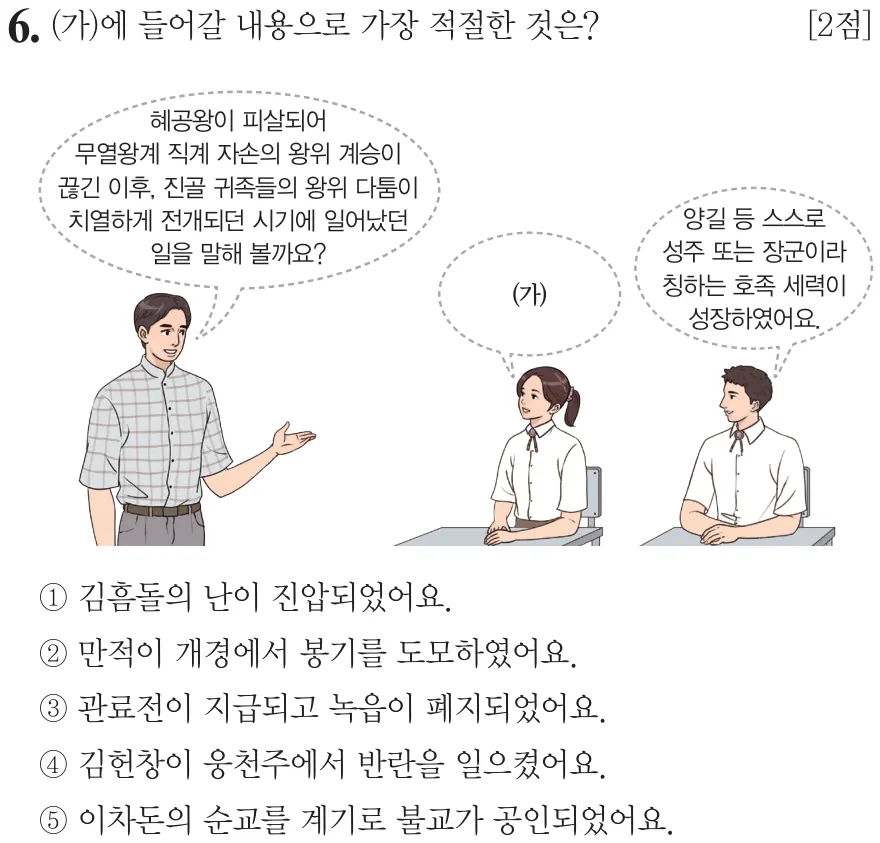 6. (가)에 들어갈 내용으로 가장 적절한 것은? [2점]
혜공왕이 피살되어
무열왕계 직계 자손의 왕위 계승이
끊긴 이후, 진골 귀족들의 왕위 다툼이
치열하게 전개되던 시기에 일어났던
일을 말해 볼까요?
(가)
양길 등 스스로
성주 또는 장군이라
칭하는 호족 세력이
성장하였어요.
① 김흠돌의 난이 진압되었어요.
② 만적이 개경에서 봉기를 도모하였어요.
③ 관료전이 지급되고 녹읍이 폐지되었어요.
④ 김헌창이 웅천주에서 반란을 일으켰어요.
⑤ 이차돈의 순교를 계기로 불교가 공인되었어요.